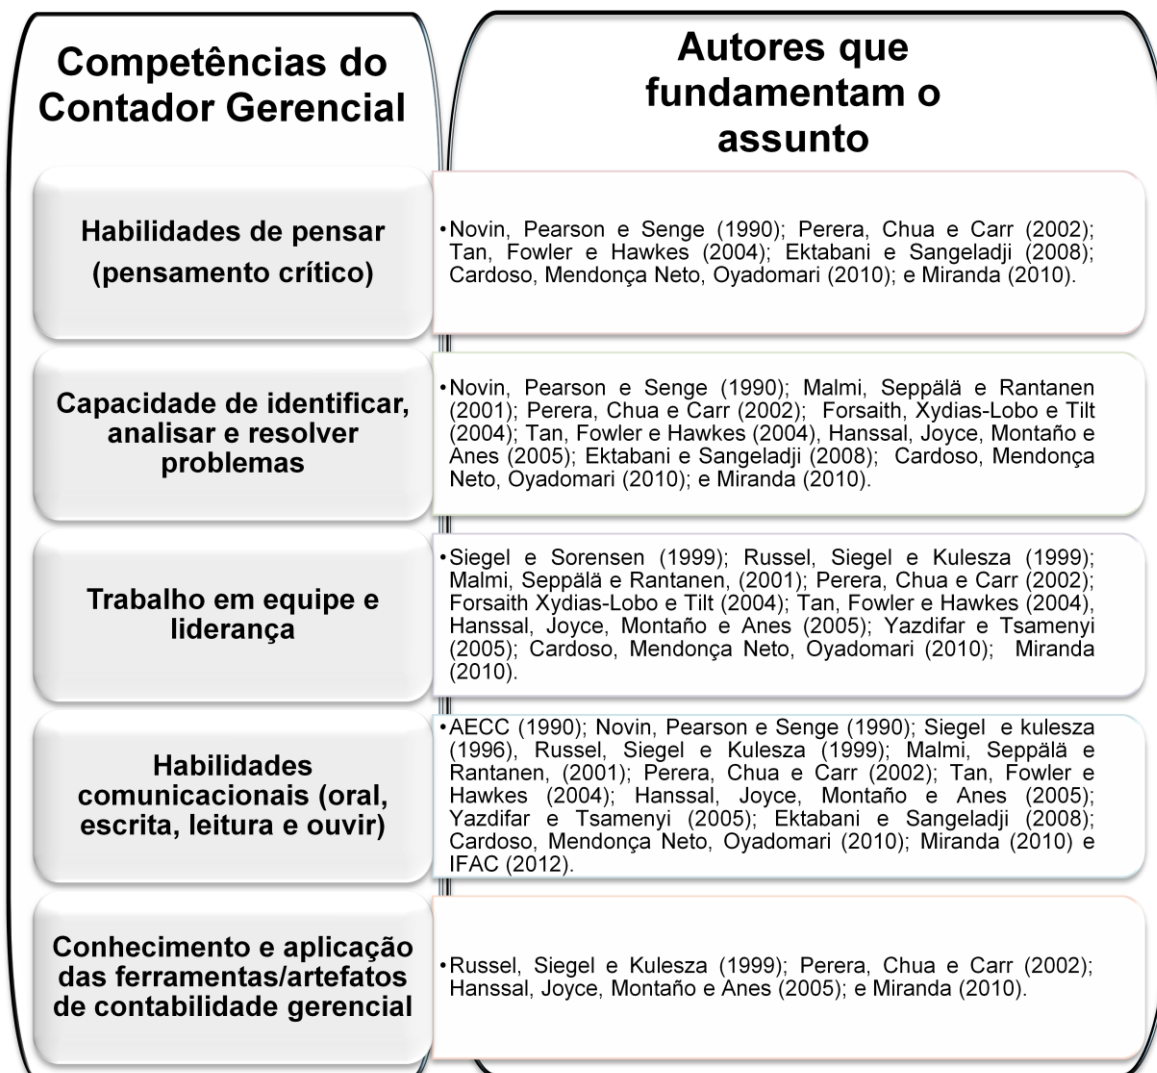 Competências do
Contador Gerencial
Autores que
fundamentam o
assunto
Habilidades de pensar
(pensamento crítico)
•Novin, Pearson e Senge (1990); Perera, Chua e Carr (2002);
Tan, Fowler e Hawkes (2004); Ektabani e Sangeladji (2008);
Cardoso, Mendonça Neto, Oyadomari (2010); e Miranda (2010).
Capacidade de identificar,
analisar e resolver
problemas
•Novin, Pearson e Senge (1990); Malmi, Seppälä e Rantanen
(2001); Perera, Chua e Carr (2002); Forsaith, Xydias-Lobo e Tilt
(2004); Tan, Fowler e Hawkes (2004), Hanssal, Joyce, Montaño e
Anes (2005); Ektabani e Sangeladji (2008); Cardoso, Mendonça
Neto, Oyadomari (2010); e Miranda (2010).
Trabalho em equipe e
liderança
•Siegel e Sorensen (1999); Russel, Siegel e Kulesza (1999);
Malmi, Seppälä e Rantanen, (2001); Perera, Chua e Carr (2002);
Forsaith Xydias-Lobo e Tilt (2004); Tan, Fowler e Hawkes (2004),
Hanssal, Joyce, Montaño e Anes (2005); Yazdifar e Tsamenyi
(2005); Cardoso, Mendonça Neto, Oyadomari (2010); Miranda
(2010).
Habilidades
comunicacionais (oral,
escrita, leitura e ouvir)
•AECC (1990); Novin, Pearson e Senge (1990); Siegel e kulesza
(1996), Russel, Siegel e Kulesza (1999); Malmi, Seppälä e
Rantanen, (2001); Perera, Chua e Carr (2002); Tan, Fowler e
Hawkes (2004); Hanssal, Joyce, Montaño e Anes (2005);
Yazdifar e Tsamenyi (2005); Ektabani e Sangeladji (2008);
Cardoso, Mendonça Neto, Oyadomari (2010); Miranda (2010) e
IFAC (2012).
Conhecimento e aplicação
das ferramentas/artefatos
de contabilidade gerencial
•Russel, Siegel e Kulesza (1999); Perera, Chua e Carr (2002);
Hanssal, Joyce, Montaño e Anes (2005); e Miranda (2010).